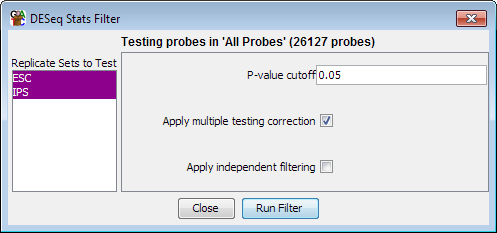 DESeq Stats Filter
Testing probes in 'All Probes' (26127 probes)
Replicate Sets to Test
ESC
IPS
P-value cutoff 0.05
Apply multiple testing correction
Apply independent filtering
Close Run Filter